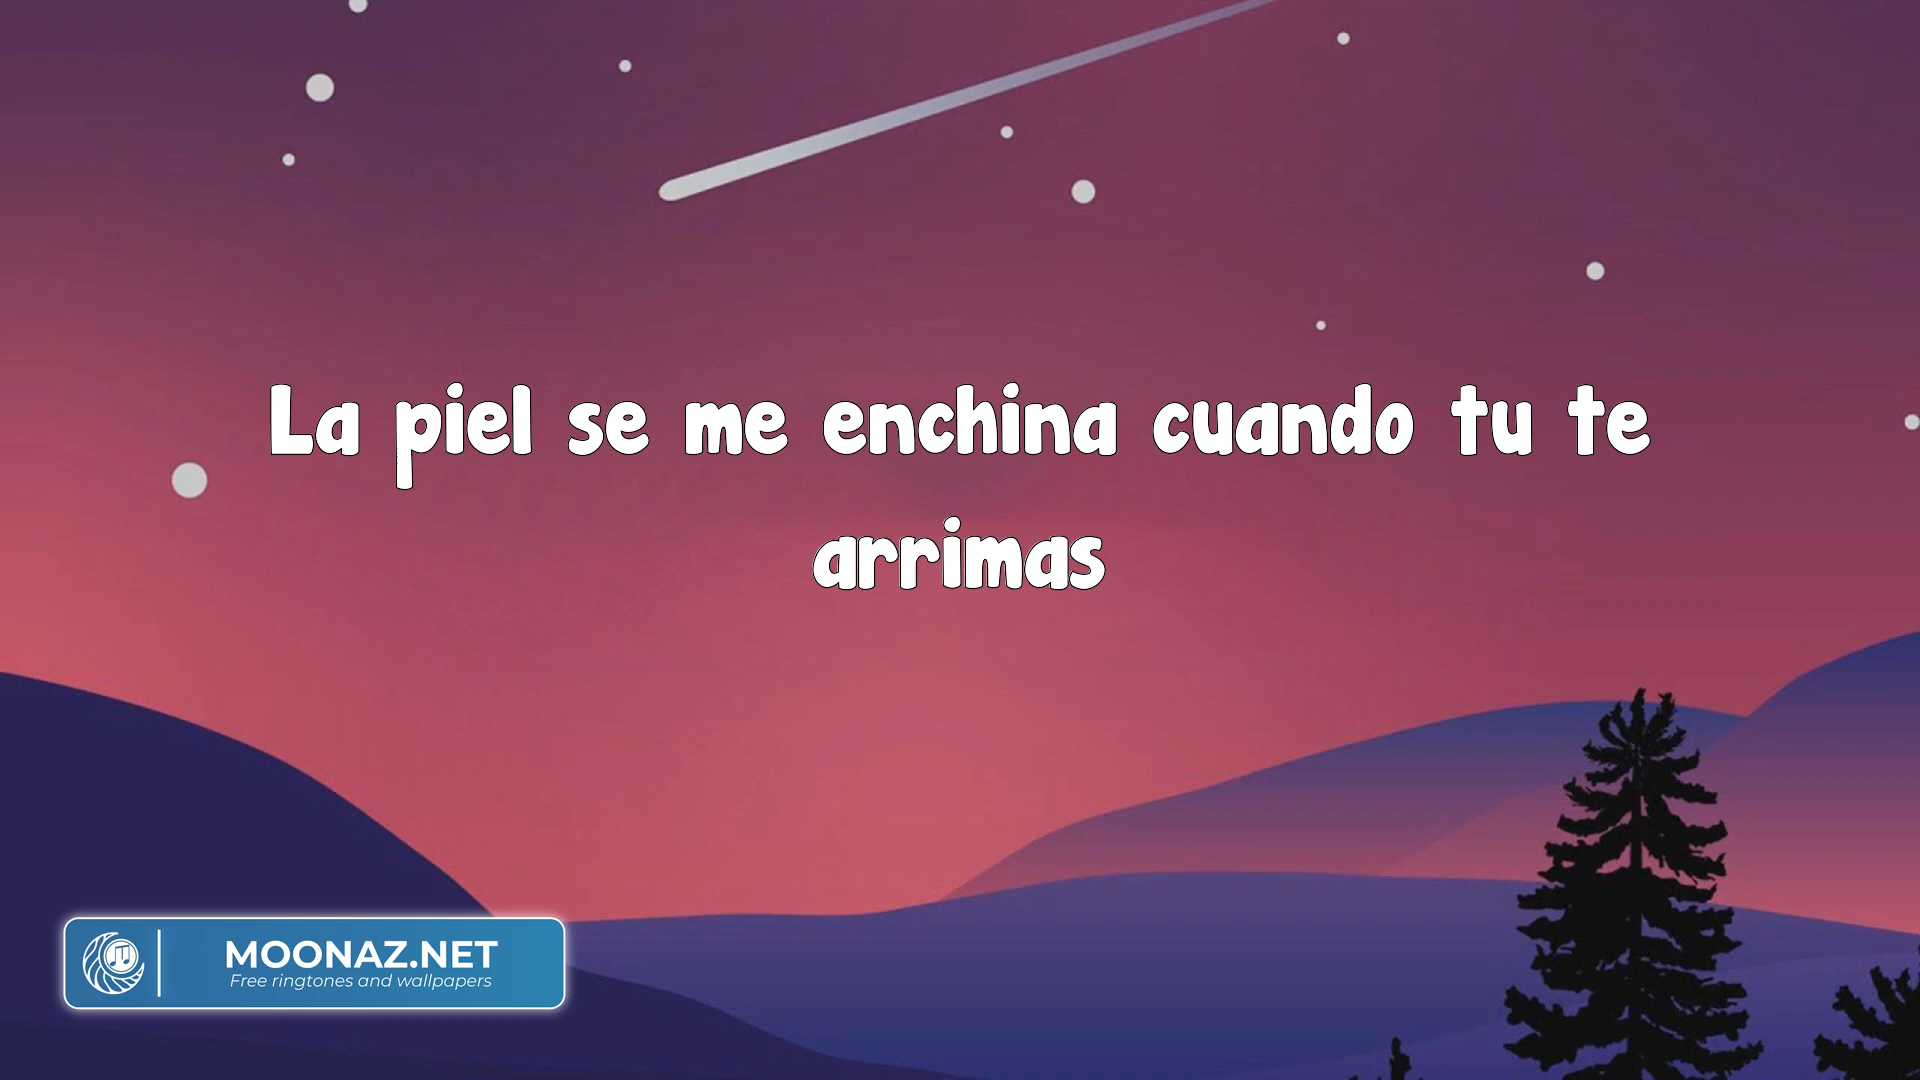 La piel se me enchina cuando tu te
arrimas
MOONAZ.NET
Free ringtones and wallpapers